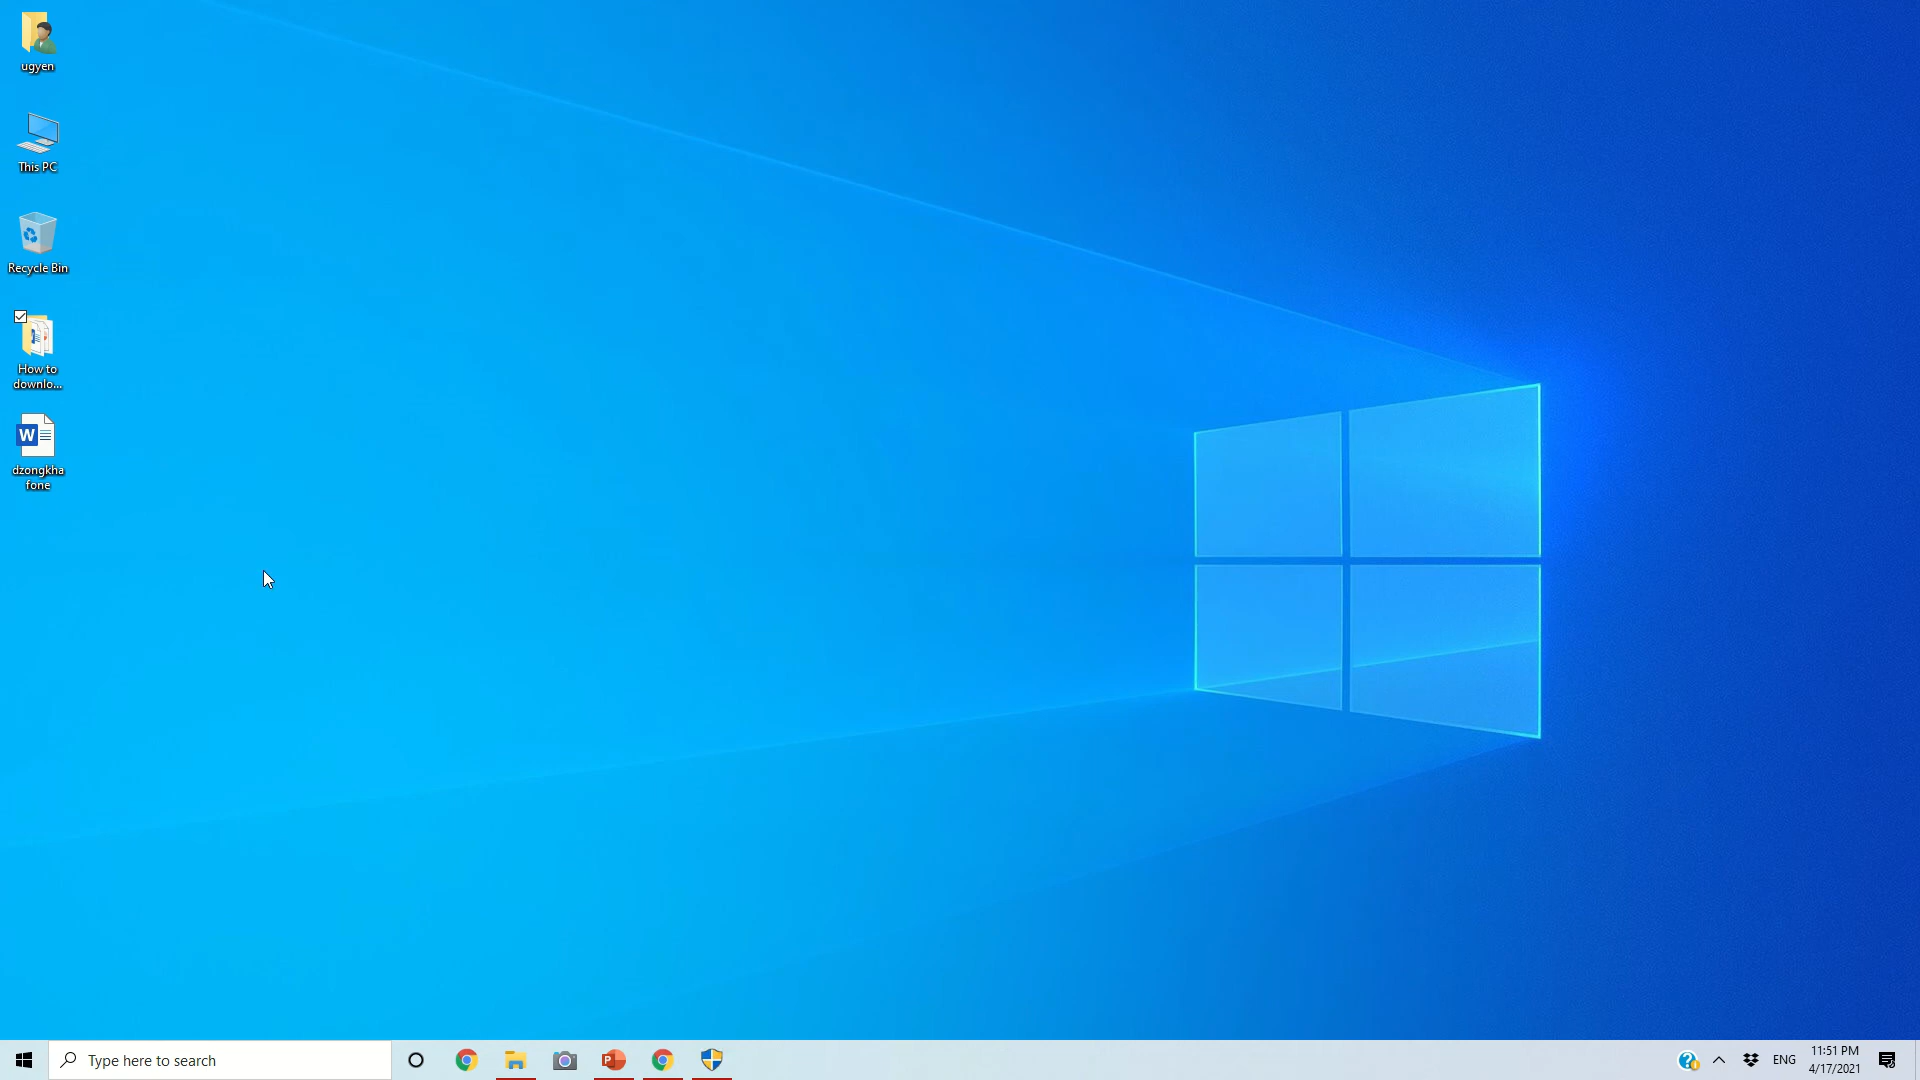 ugyen
This PC
Recycle Bin
How to
downlo...
W
dzongkha
fone
Type here to search
P
ENG
11:51 PM
4/17/2021